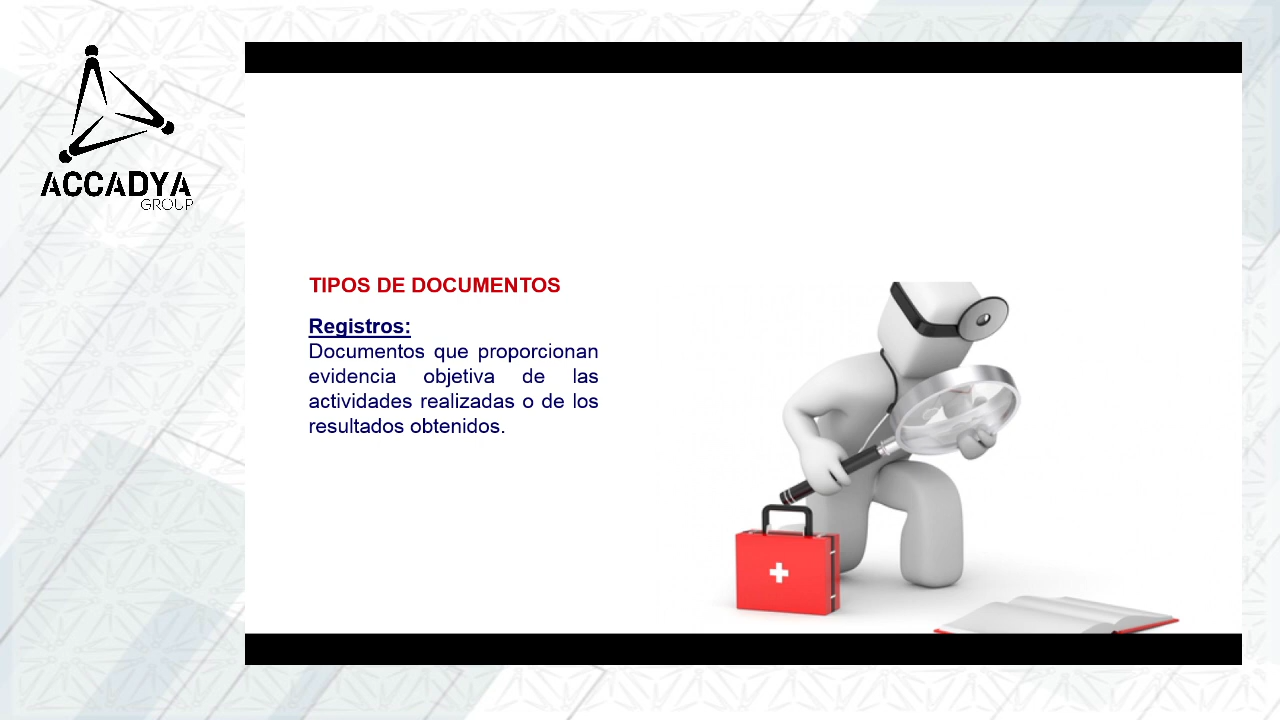 ACCADYA
GROUP
TIPOS DE DOCUMENTOS
Registros:
Documentos que proporcionan
evidencia objetiva de las
actividades realizadas o de los
resultados obtenidos.